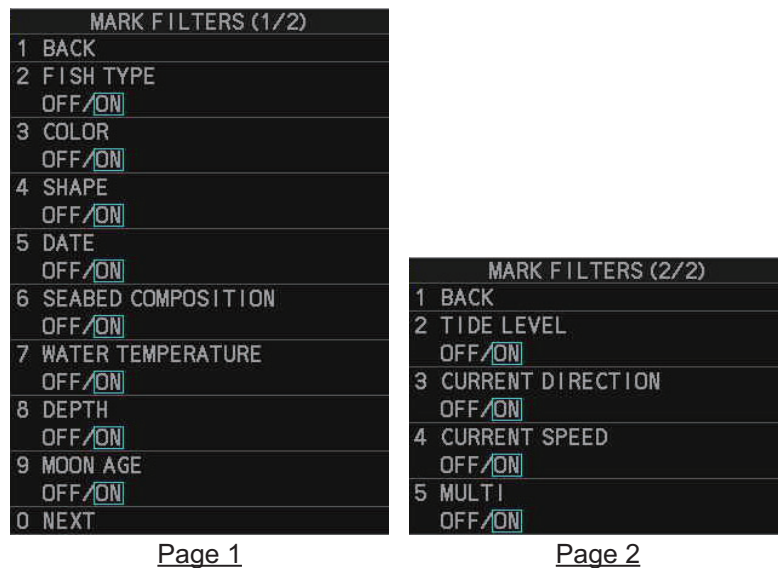 MARK FILTERS (1/2)
1 BACK
2 FISH TYPE
OFF/ON
3 COLOR
OFF/ON
4 SHAPE
OFF/ON
5 DATE
OFF/ON
6 SEABED COMPOSITION
OFF/ON
7 WATER TEMPERATURE
OFF/ON
8 DEPTH
OFF/ON
9 MOON AGE
OFF/ON
0 NEXT
Page 1
MARK FILTERS (2/2)
1 BACK
2 TIDE LEVEL
OFF/ON
3 CURRENT DIRECTION
OFF/ON
4 CURRENT SPEED
OFF/ON
5 MULTI
OFF/ON
Page 2